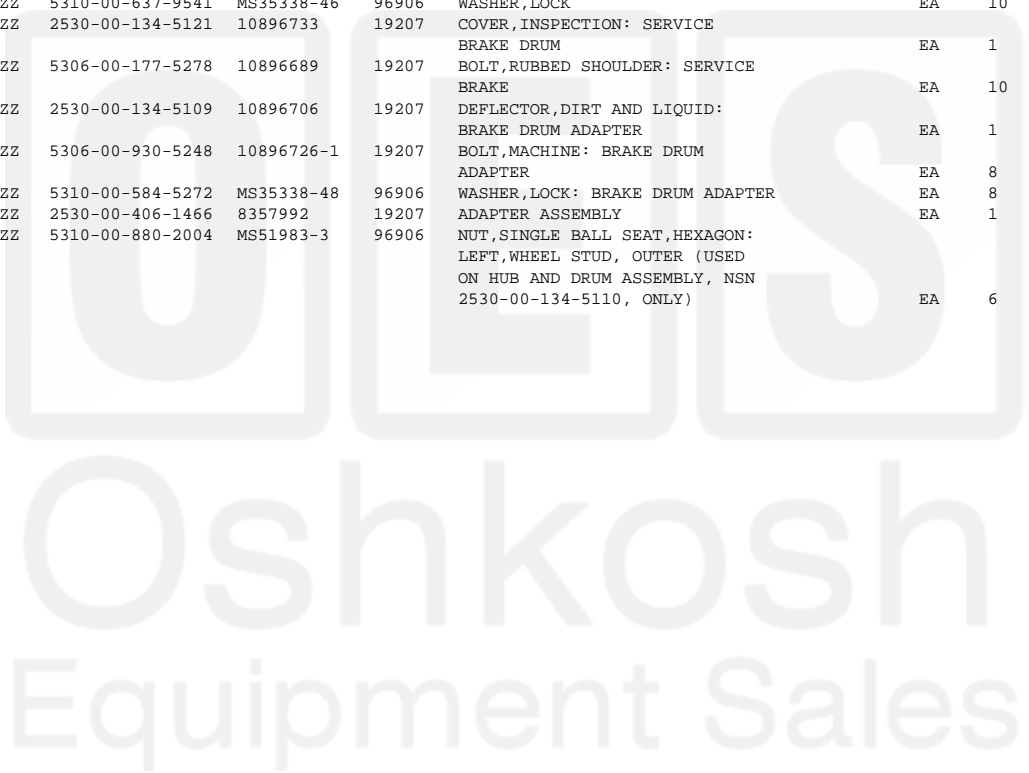 ZZ 5310-00-637-9541 MS35338-46 96906 WASHER,LOCK EA 10
ZZ 2530-00-134-5121 10896733 19207 COVER,INSPECTION: SERVICE
BRAKE DRUM EA 1
ZZ 5306-00-177-5278 10896689 19207 BOLT,RUBBED SHOULDER: SERVICE
BRAKE EA 10
ZZ 2530-00-134-5109 10896706 19207 DEFLECTOR,DIRT AND LIQUID:
BRAKE DRUM ADAPTER EA 1
ZZ 5306-00-930-5248 10896726-1 19207 BOLT,MACHINE: BRAKE DRUM
ADAPTER EA 8
ZZ 5310-00-584-5272 MS35338-48 96906 WASHER,LOCK: BRAKE DRUM ADAPTER EA 8
ZZ 2530-00-406-1466 8357992 19207 ADAPTER ASSEMBLY EA 1
ZZ 5310-00-880-2004 MS51983-3 96906 NUT,SINGLE BALL SEAT,HEXAGON:
LEFT,WHEEL STUD, OUTER (USED
ON HUB AND DRUM ASSEMBLY, NSN
2530-00-134-5110, ONLY) EA 6
OES
Oshkosh
Equipment Sales